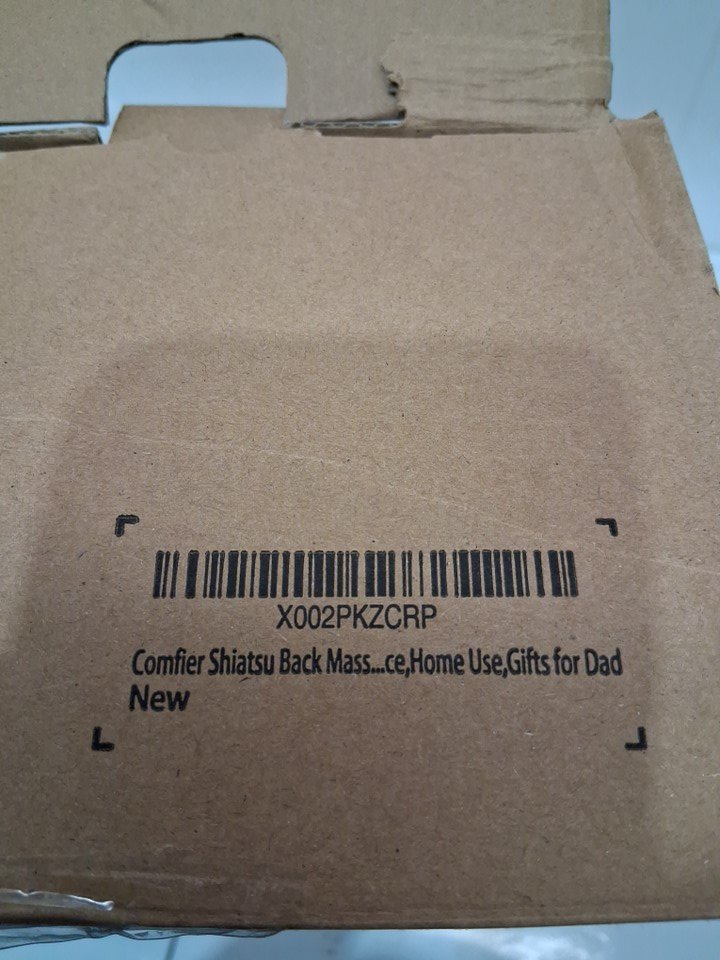 X002PKZCRP
Comfier Shiatsu Back Mass...ce,Home Use,Gifts for Dad
New